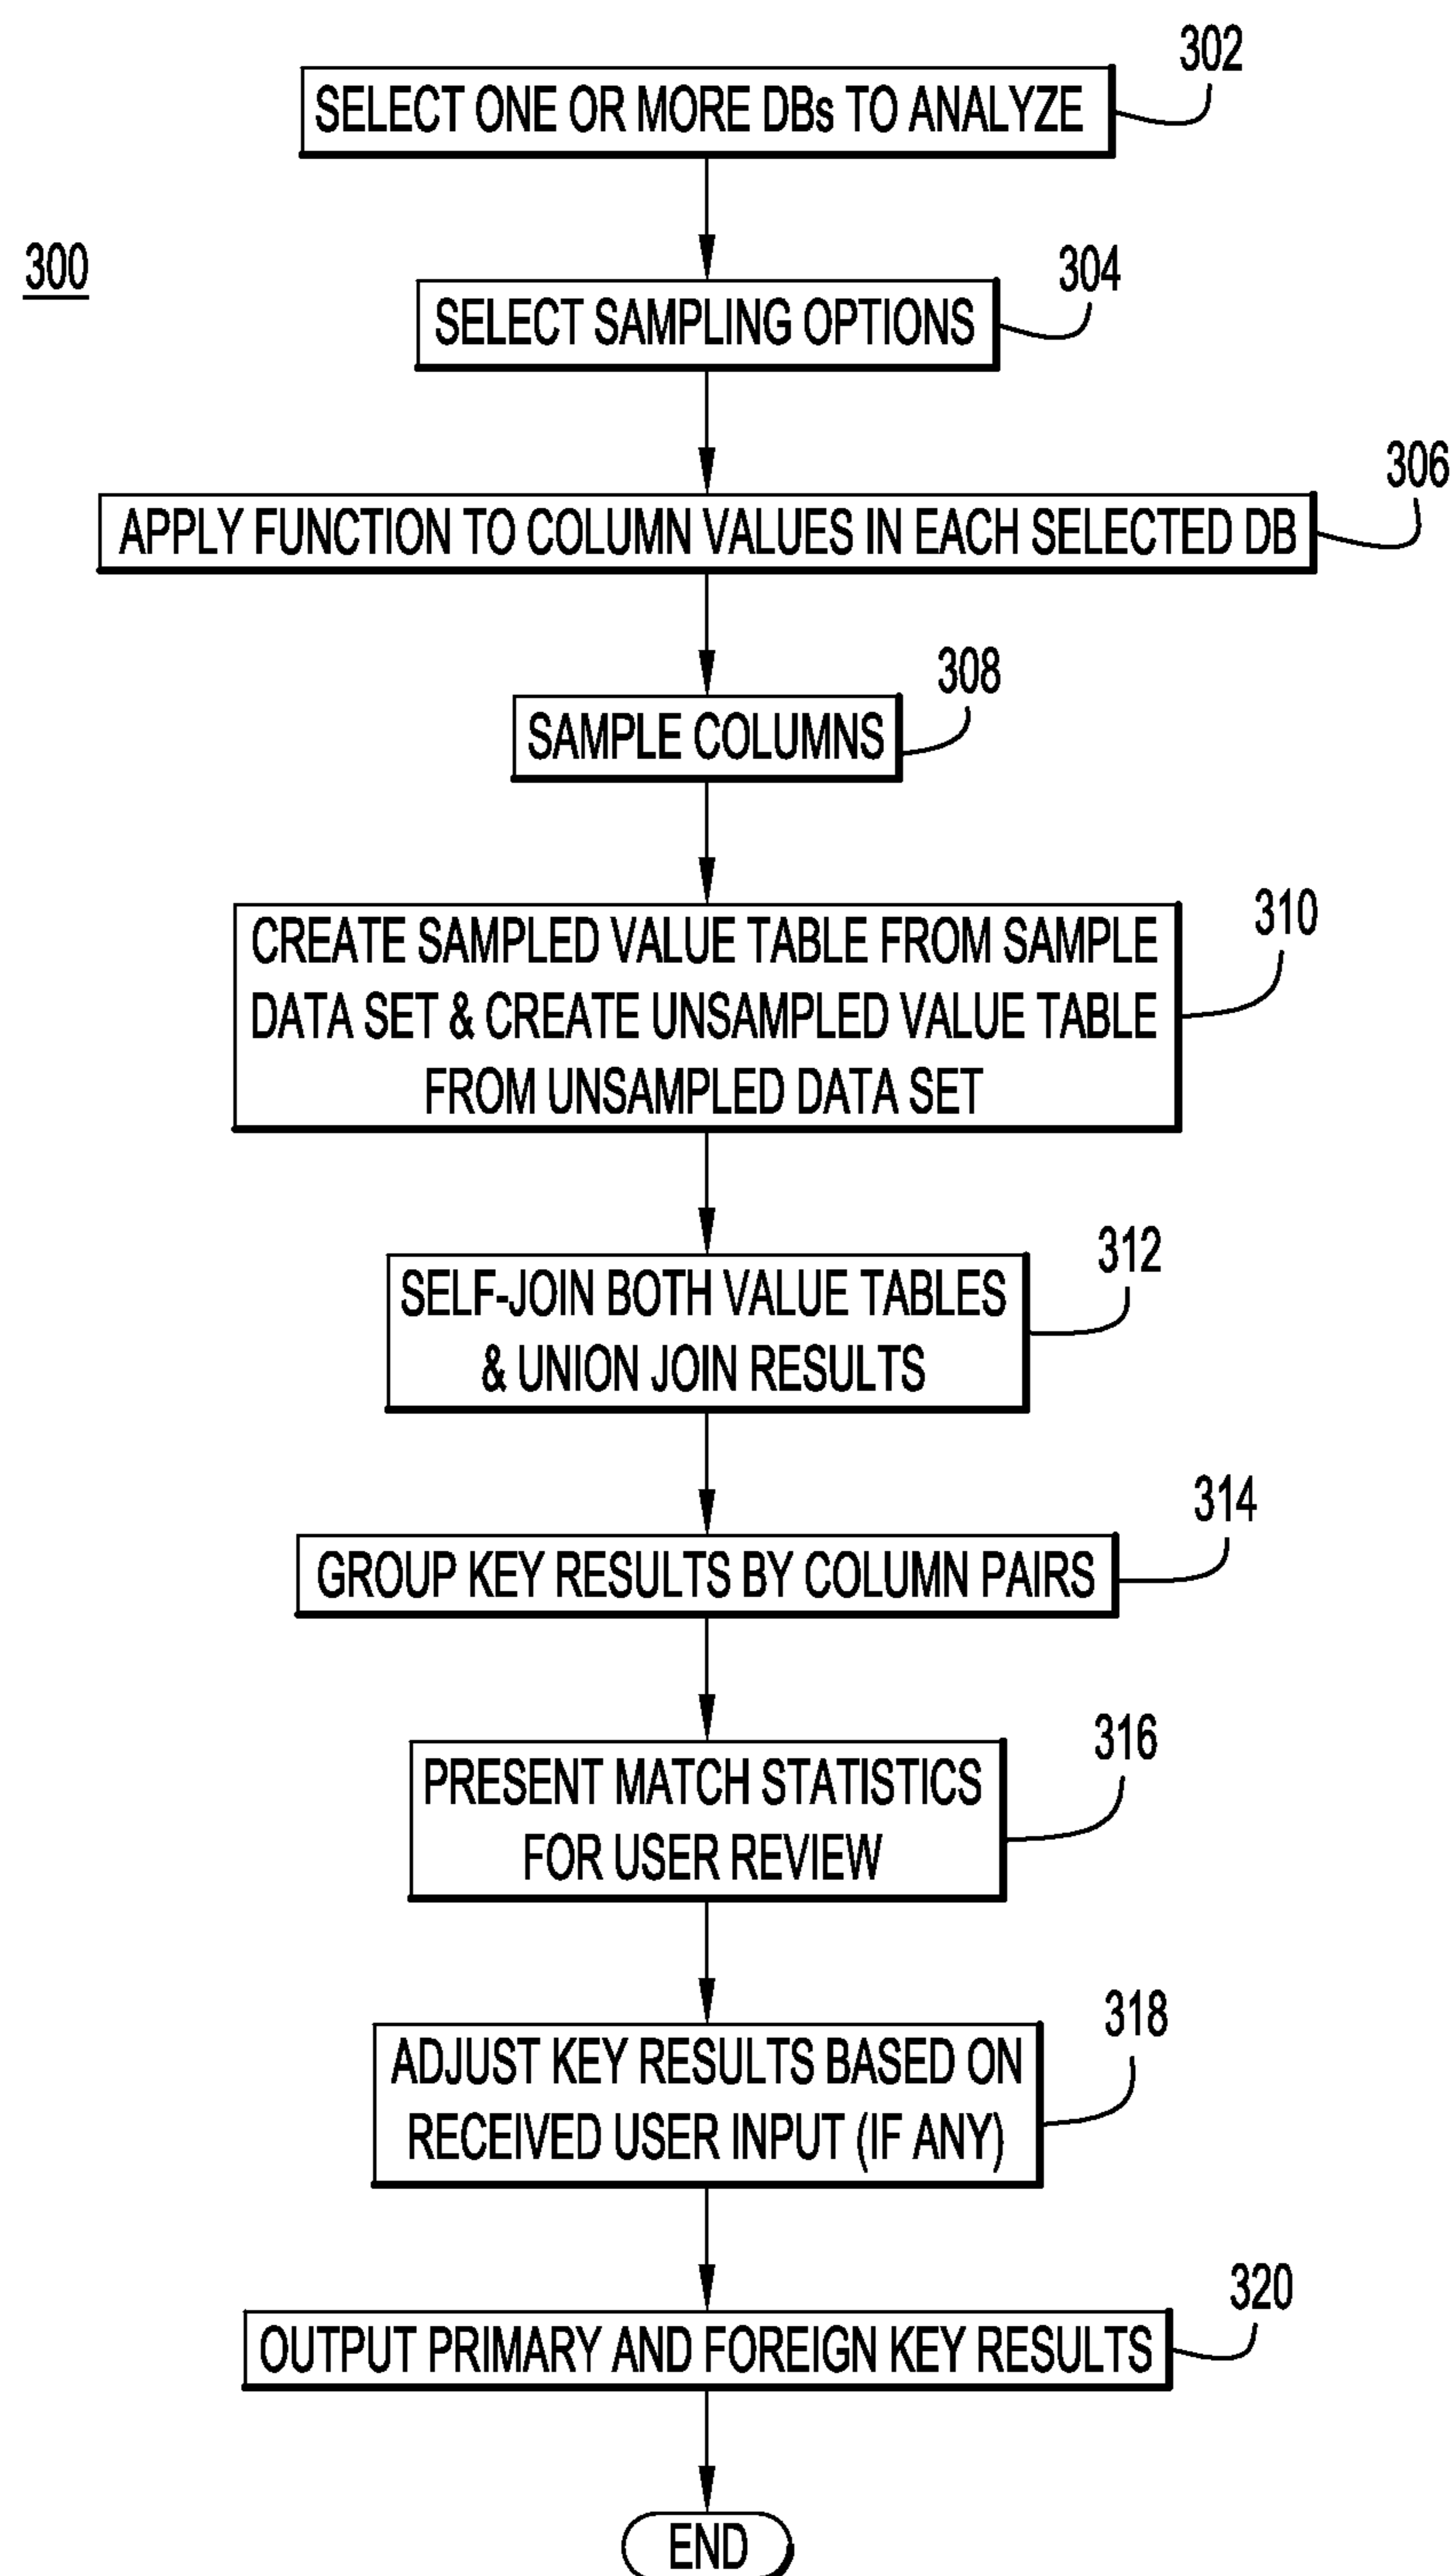 302
SELECT ONE OR MORE DBs TO ANALYZE
300
304
SELECT SAMPLING OPTIONS
306
APPLY FUNCTION TO COLUMN VALUES IN EACH SELECTED DB
308
SAMPLE COLUMNS
310
CREATE SAMPLED VALUE TABLE FROM SAMPLE
DATA SET & CREATE UNSAMPLED VALUE TABLE
FROM UNSAMPLED DATA SET
312
SELF-JOIN BOTH VALUE TABLES
& UNION JOIN RESULTS
314
GROUP KEY RESULTS BY COLUMN PAIRS
316
PRESENT MATCH STATISTICS
FOR USER REVIEW
318
ADJUST KEY RESULTS BASED ON
RECEIVED USER INPUT (IF ANY)
320
OUTPUT PRIMARY AND FOREIGN KEY RESULTS
END